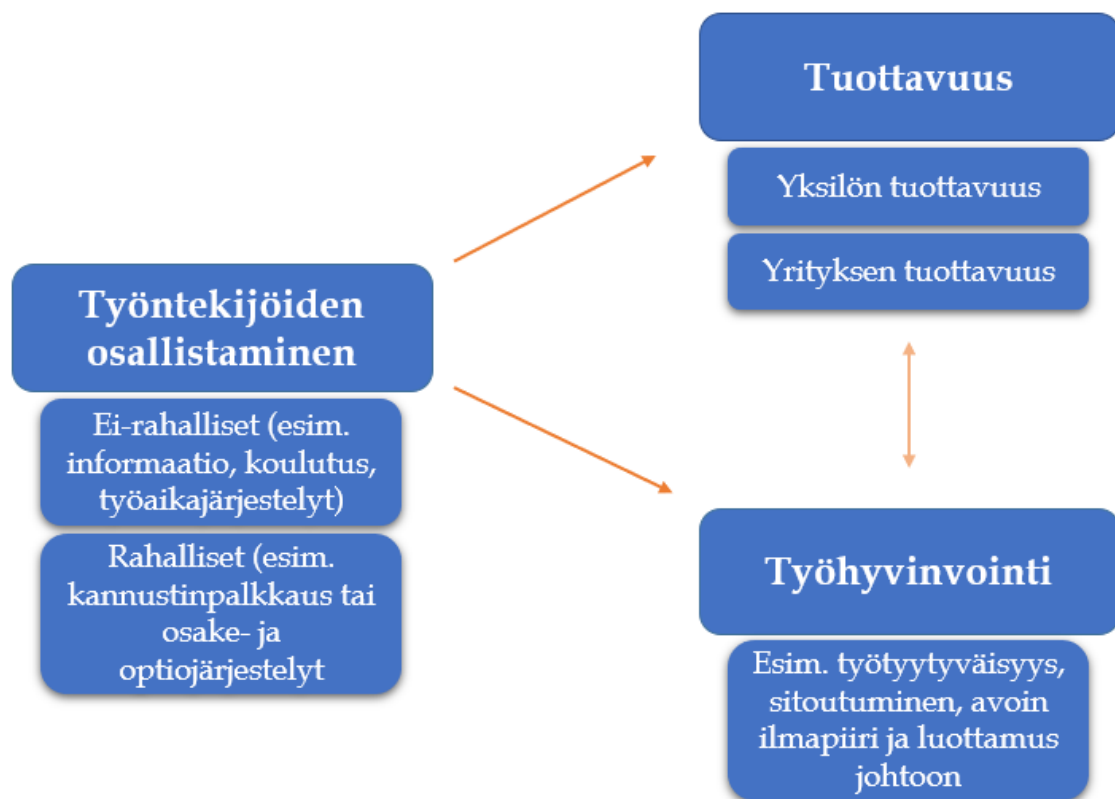 Tuottavuus
Yksilön tuottavuus
Yrityksen tuottavuus
Työntekijöiden
osallistaminen
Ei-rahalliset (esim.
informaatio, koulutus,
työaikajärjestelyt)
Rahalliset (esim.
kannustinpalkkaus tai
osake- ja
optiojärjestelyt
Työhyvinvointi
Esim. työtyytyväisyys,
sitoutuminen, avoin
ilmapiiri ja luottamus
johtoon